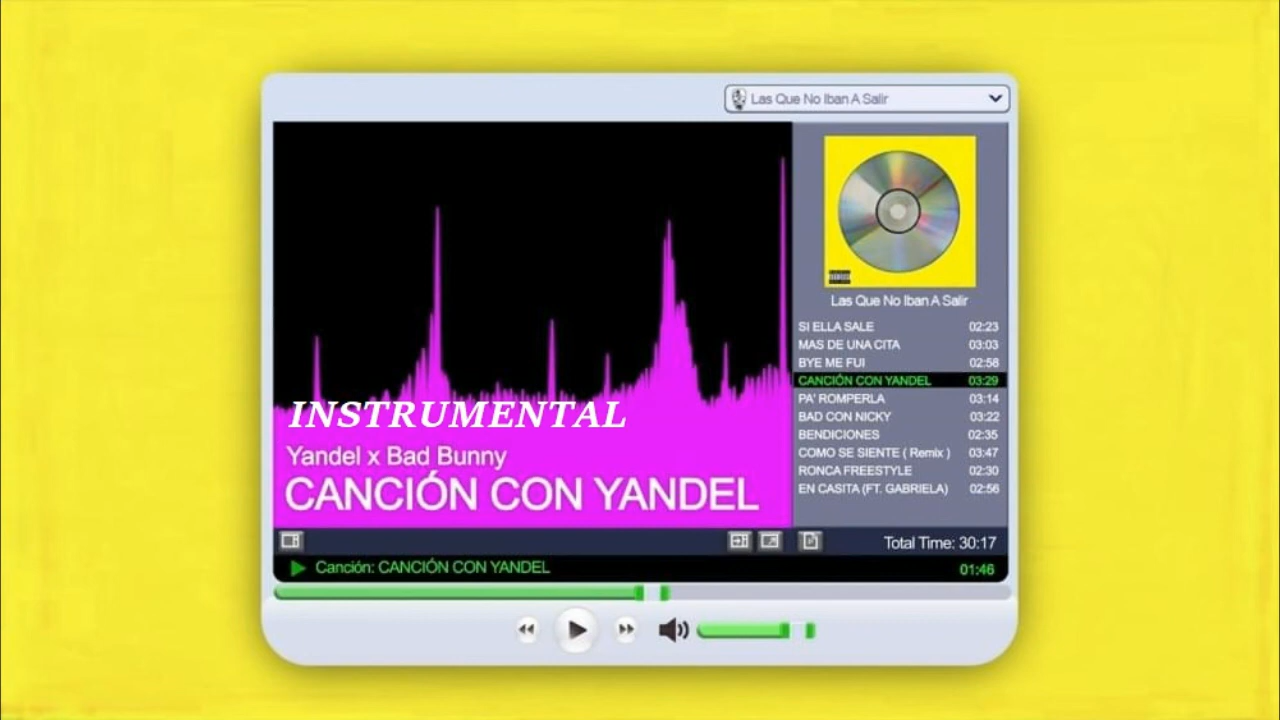 Las Que No Iban A Salir
INSTRUMENTAL
Yandel x Bad Bunny
CANCIÓN CON YANDEL
Las Que No Iban A Salir
SI ELLA SALE 02:23
MAS DE UNA CITA 03:03
BYE ME FUI 02:58
CANCIÓN CON YANDEL 03:29
PA' ROMPERLA 03:14
BAD CON NICKY 03:22
BENDICIONES 02:35
COMO SE SIENTE ( Remix ) 03:47
RONCA FREESTYLE 02:30
EN CASITA (FT. GABRIELA) 02:56
Total Time: 30:17
Canción: CANCIÓN CON YANDEL 01:46